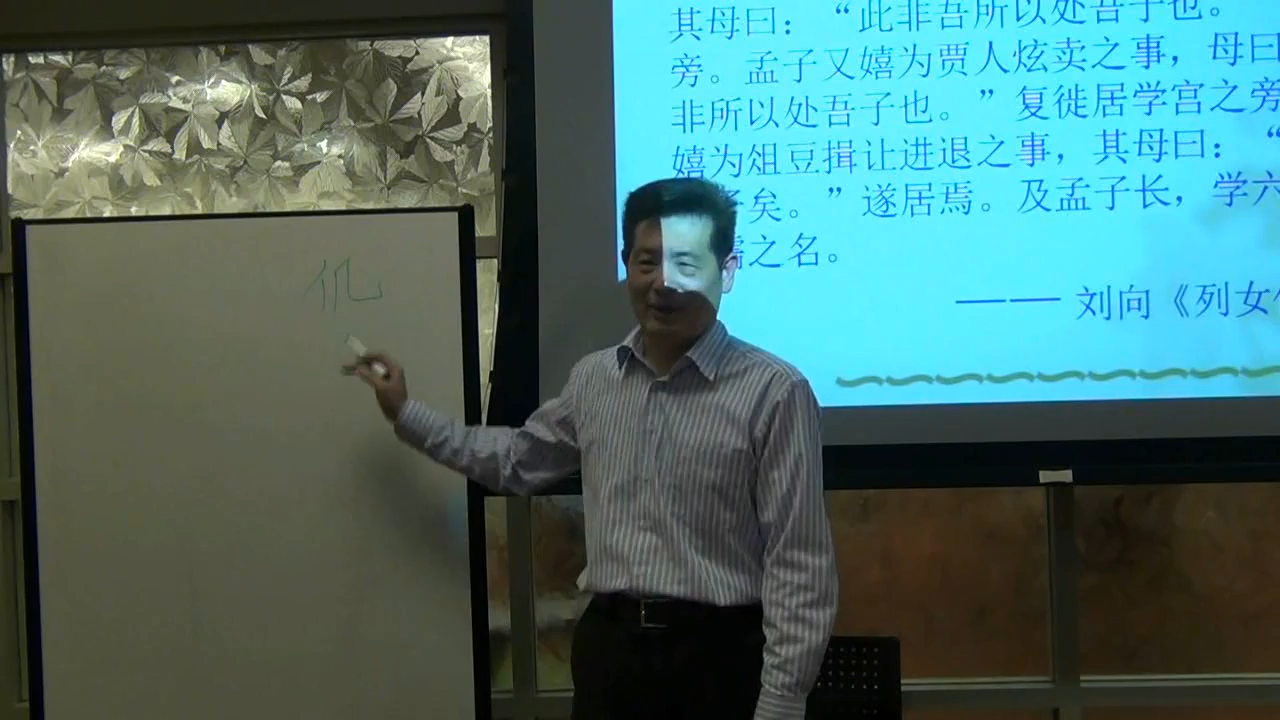 仉
其母曰：“此非吾所以处吾子也。
旁。孟子又嬉为贾人炫卖之事，母曰
非所以处吾子也。”复徙居学宫之旁
嬉为俎豆揖让进退之事，其母曰：“
子矣。”遂居焉。及孟子长，学六
儒之名。
—— 刘向《列女